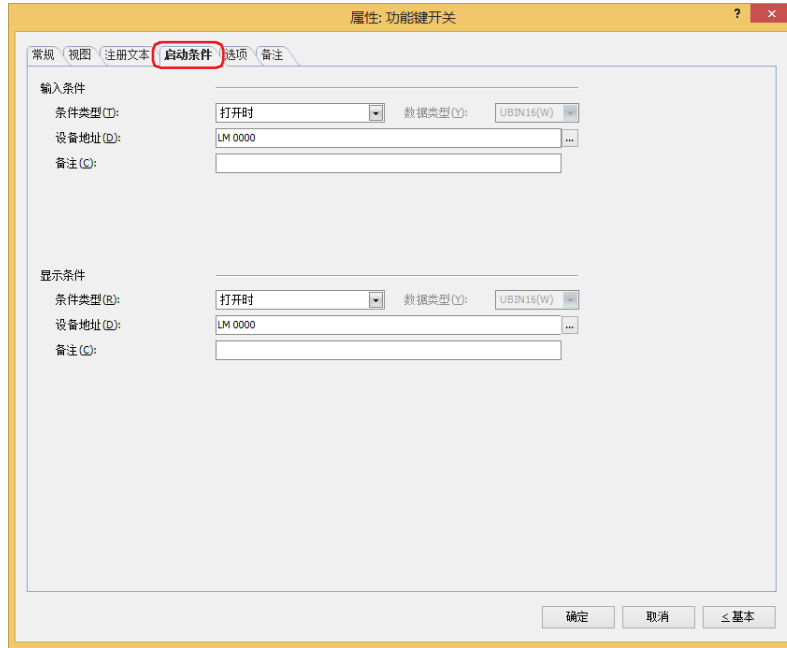 属性: 功能键开关
? ×
常规 视图 注册文本 启动条件 选项 备注
输入条件
条件类型(T): 打开时 数据类型(Y): UBIN16(W)
设备地址(D): LM 0000 ...
备注(C):
显示条件
条件类型(R): 打开时 数据类型(Y): UBIN16(W)
设备地址(D): LM 0000 ...
备注(C):
确定 取消 <基本